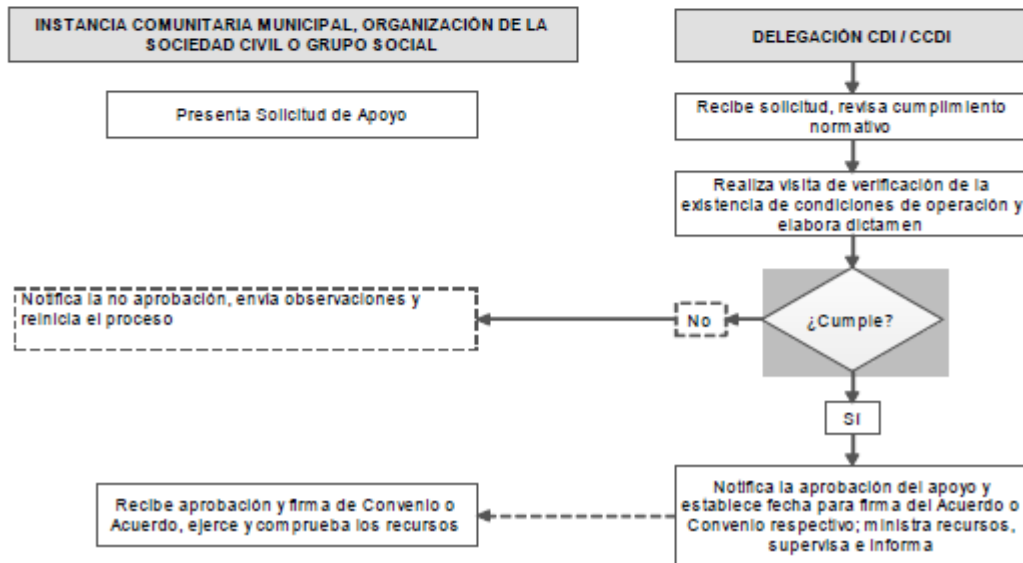 INSTANCIA COMUNITARIA MUNICIPAL, ORGANIZACIÓN DE LA
SOCIEDAD CIVIL O GRUPO SOCIAL
DELEGACIÓN CDI / CCDI
Presenta Solicitud de Apoyo
Recibe solicitud, revisa cumplimiento
normativo
Realiza visita de verificación de la
existencia de condiciones de operación y
elabora dictamen
Notifica la no aprobación, envía observaciones y
reinicia el proceso
No
¿Cumple?
SI
Recibe aprobación y firma de Convenio o
Acuerdo, ejerce y comprueba los recursos
Notifica la aprobación del apoyo y
establece fecha para firma del Acuerdo o
Convenio respectivo; ministra recursos,
supervisa e informa